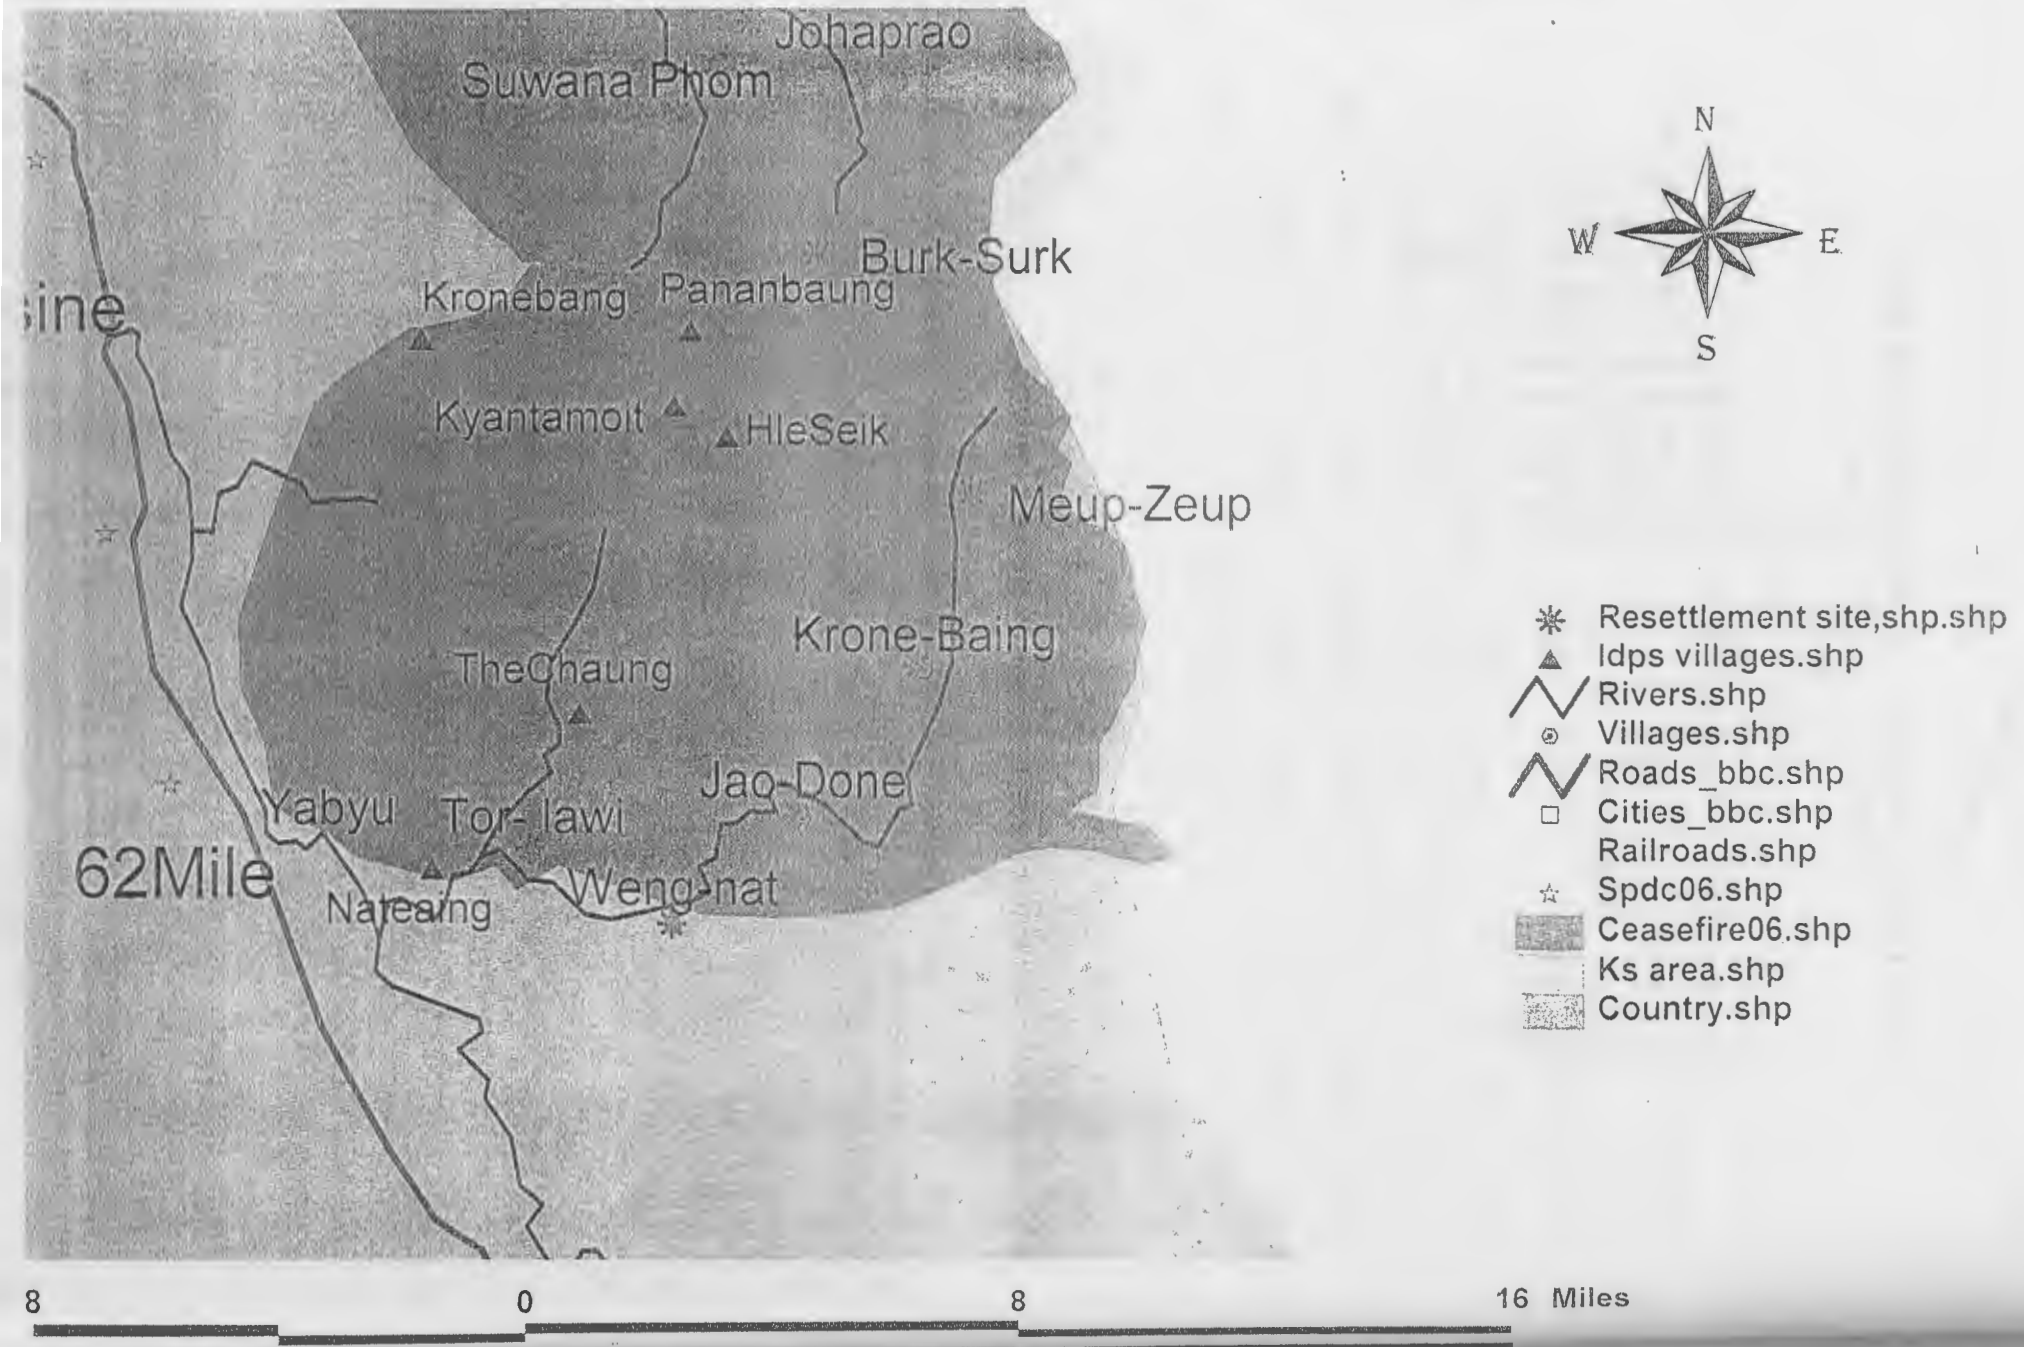 Johaprao
Suwana Phom
N
W
E
S
Burk-Surk
Kronebang
Pananbaung
sine
Kyantamoit
HleSeik
Meup-Zeup
Krone-Baing
TheChaung
Jao-Done
Yabyu
Tor- lawi
62Mile
Weng-nat
Nateaing
Resettlement site,shp.shp
Idps villages.shp
Rivers.shp
Villages.shp
Roads_bbc.shp
Cities_bbc.shp
Railroads.shp
Spdc06.shp
Ceasefire06.shp
Ks area.shp
Country.shp
8 0 8 16 Miles